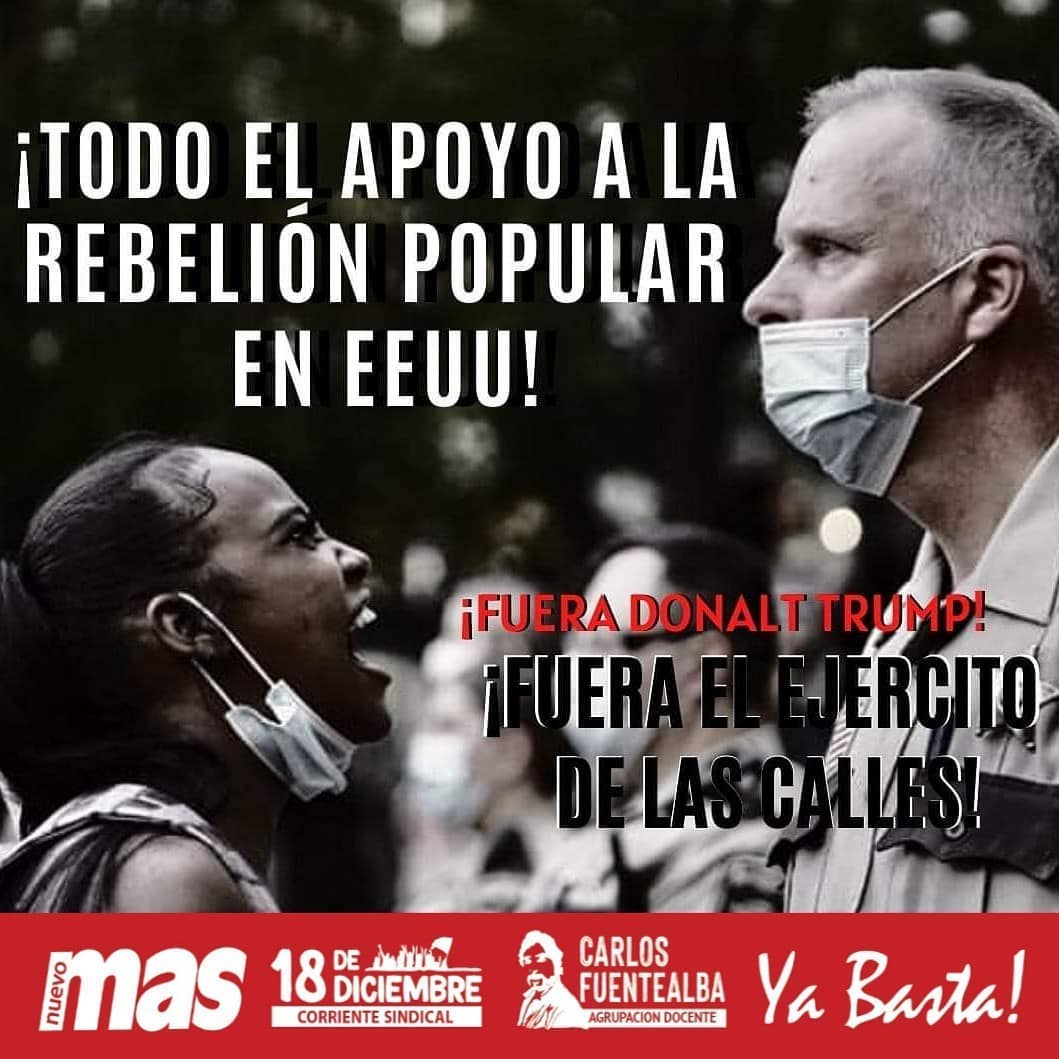 ¡TODO EL APOYO A LA
REBELIÓN POPULAR
EN EEUU!
¡FUERA DONALT TRUMP!
¡FUERA EL EJERCITO
DE LAS CALLES!
nuevo
mas
18 DE
DICIEMBRE
CORRIENTE SINDICAL
CARLOS
FUENTEALBA
AGRUPACION DOCENTE
Ya Basta!